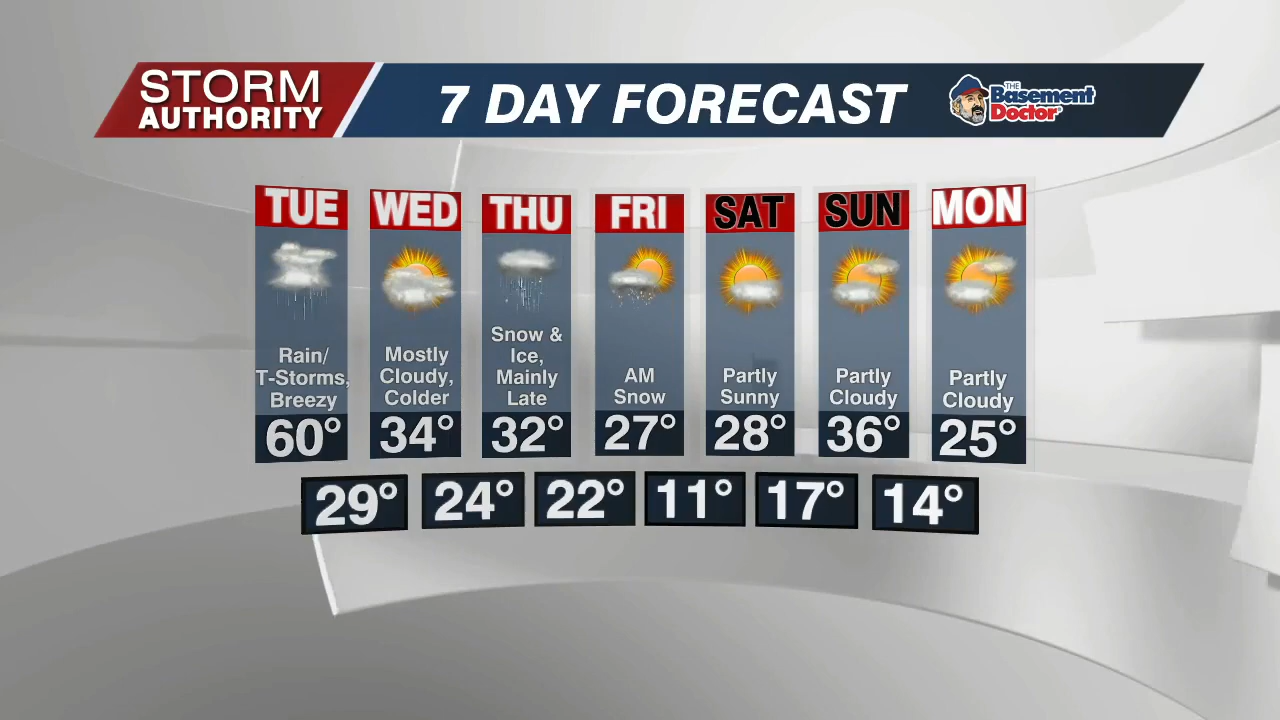 STORM
AUTHORITY
7 DAY FORECAST
THE
Basement
Doctor
TUE
WED
THU
FRI
SAT
SUN
MON
Rain/
T-Storms,
Breezy
Mostly
Cloudy,
Colder
Snow &
Ice,
Mainly
Late
AM
Snow
Partly
Sunny
Partly
Cloudy
Partly
Cloudy
60°
34°
32°
27°
28°
36°
25°
29°
24°
22°
11°
17°
14°